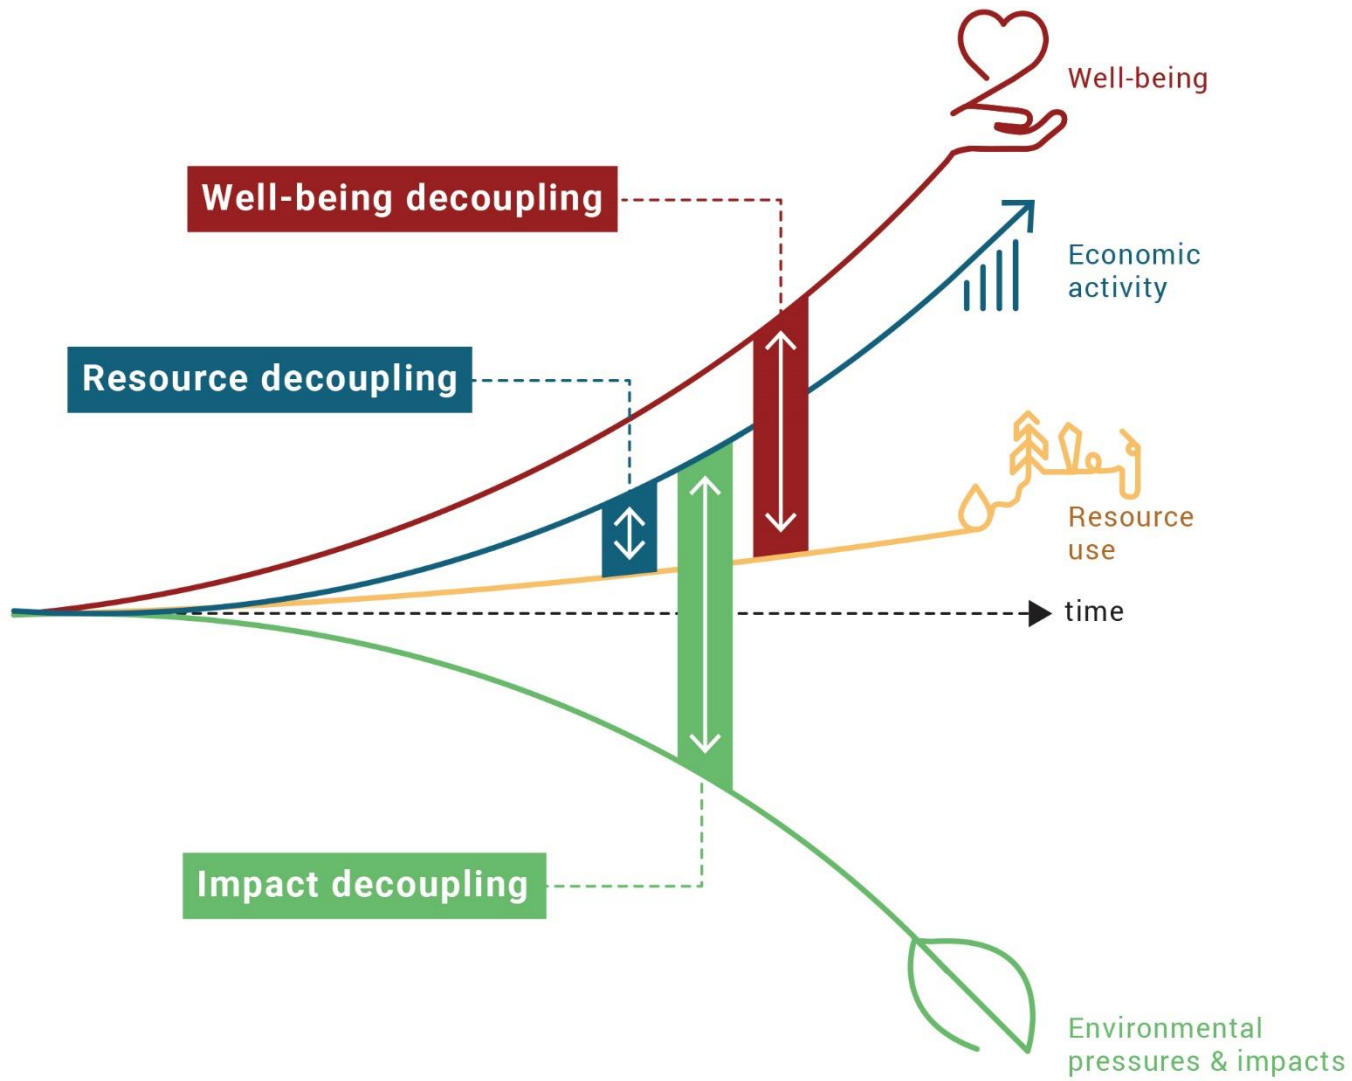 Well-being
Well-being decoupling
Economic
activity
Resource decoupling
Resource
use
time
Impact decoupling
Environmental
pressures & impacts